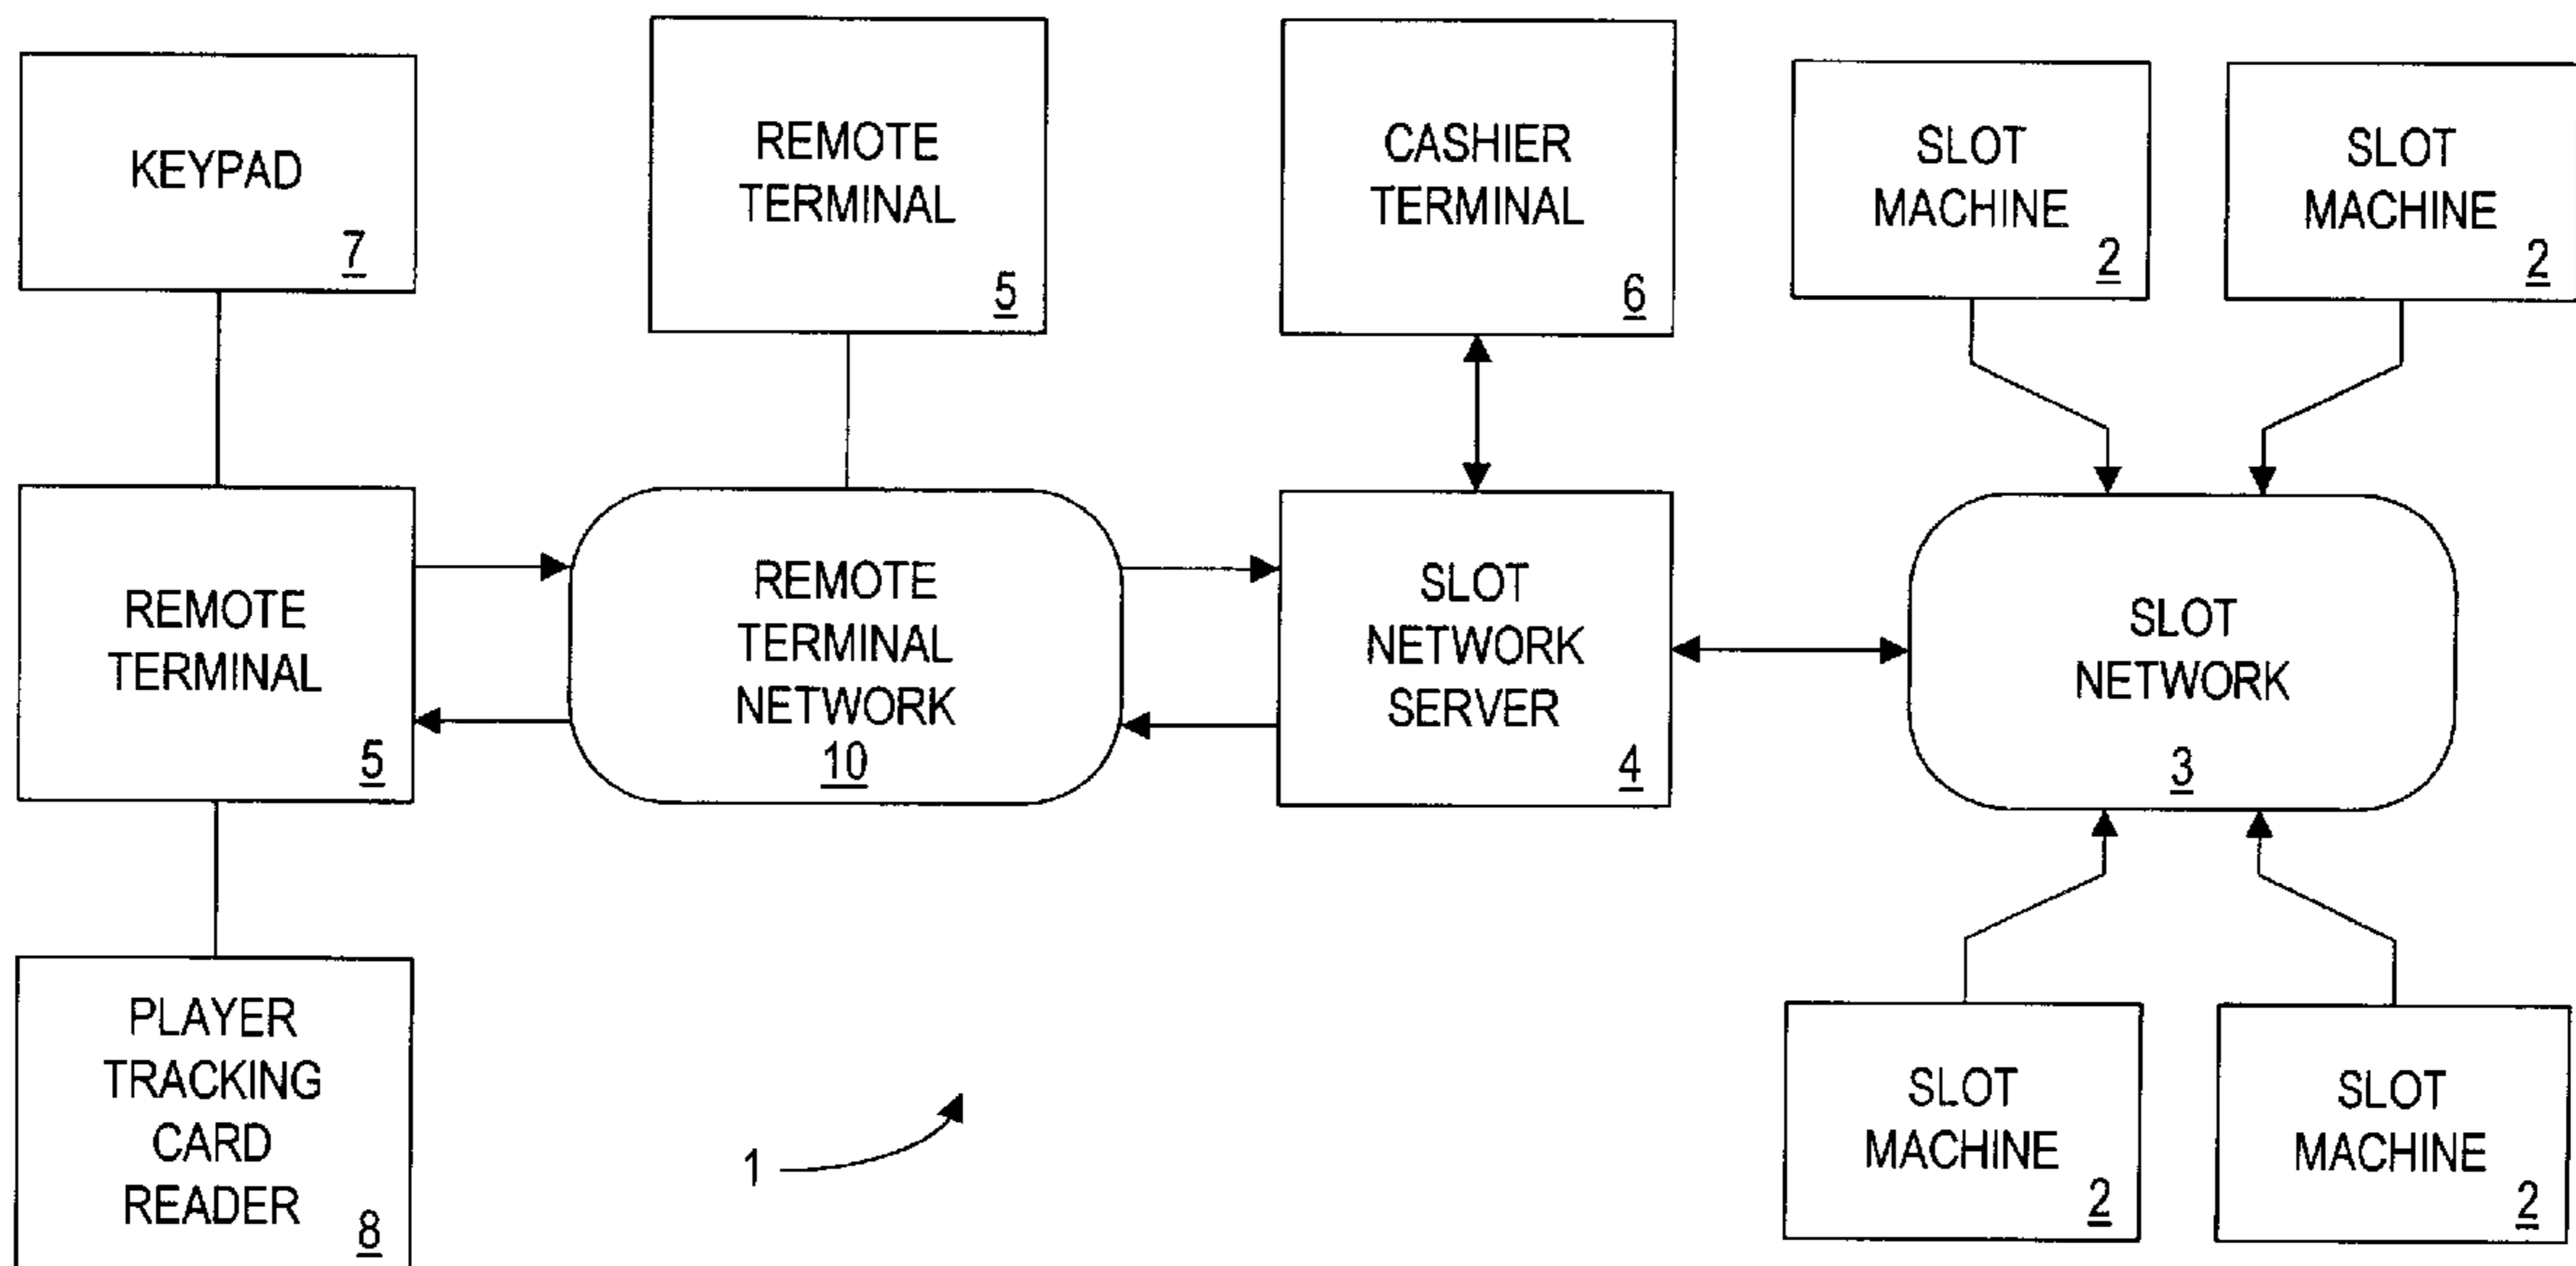 KEYPAD
7
REMOTE
TERMINAL
5
CASHIER
TERMINAL
6
SLOT
MACHINE
2
SLOT
MACHINE
2
REMOTE
TERMINAL
5
REMOTE
TERMINAL
NETWORK
10
SLOT
NETWORK
SERVER
4
SLOT
NETWORK
3
PLAYER
TRACKING
CARD
READER
8
1
SLOT
MACHINE
2
SLOT
MACHINE
2